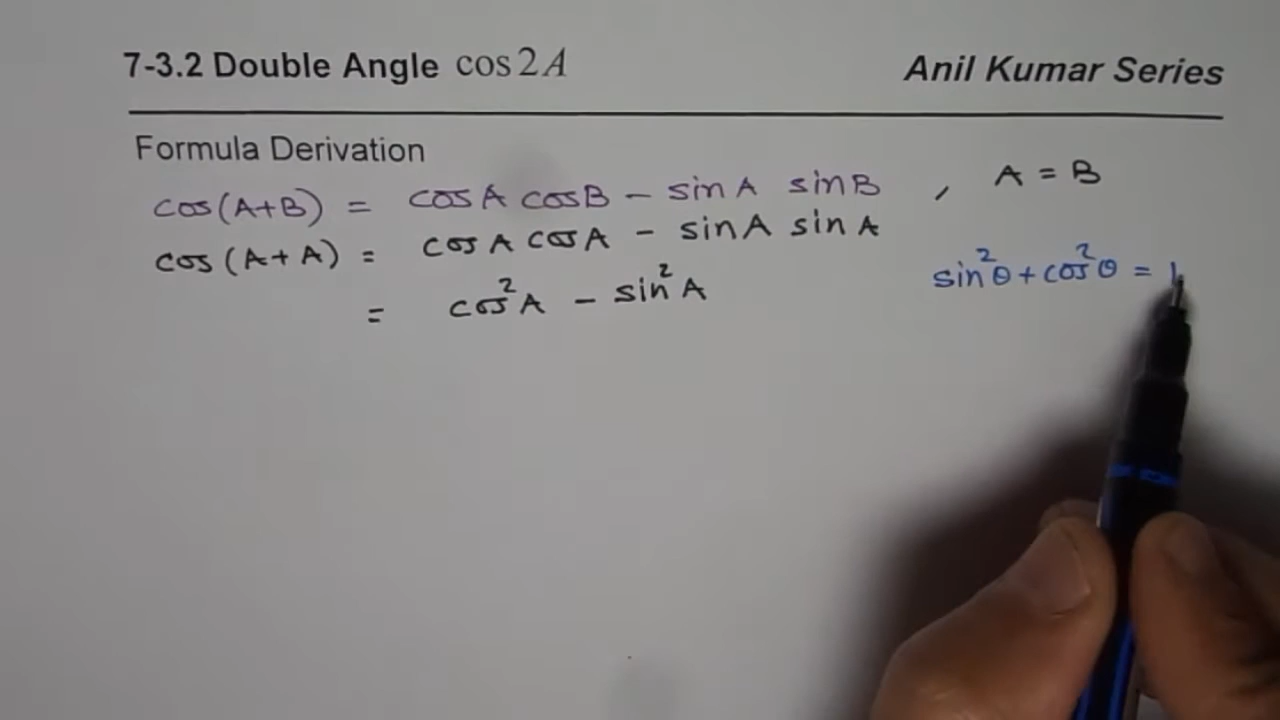 7-3.2 Double Angle cos 2A Anil Kumar Series
Formula Derivation
cos(A+B) = cosA cosB - sinA sinB , A = B
cos(A+A) = cosA cosA - sinA sinA
sin²θ + cos²θ = 1
= cos²A - sin²A